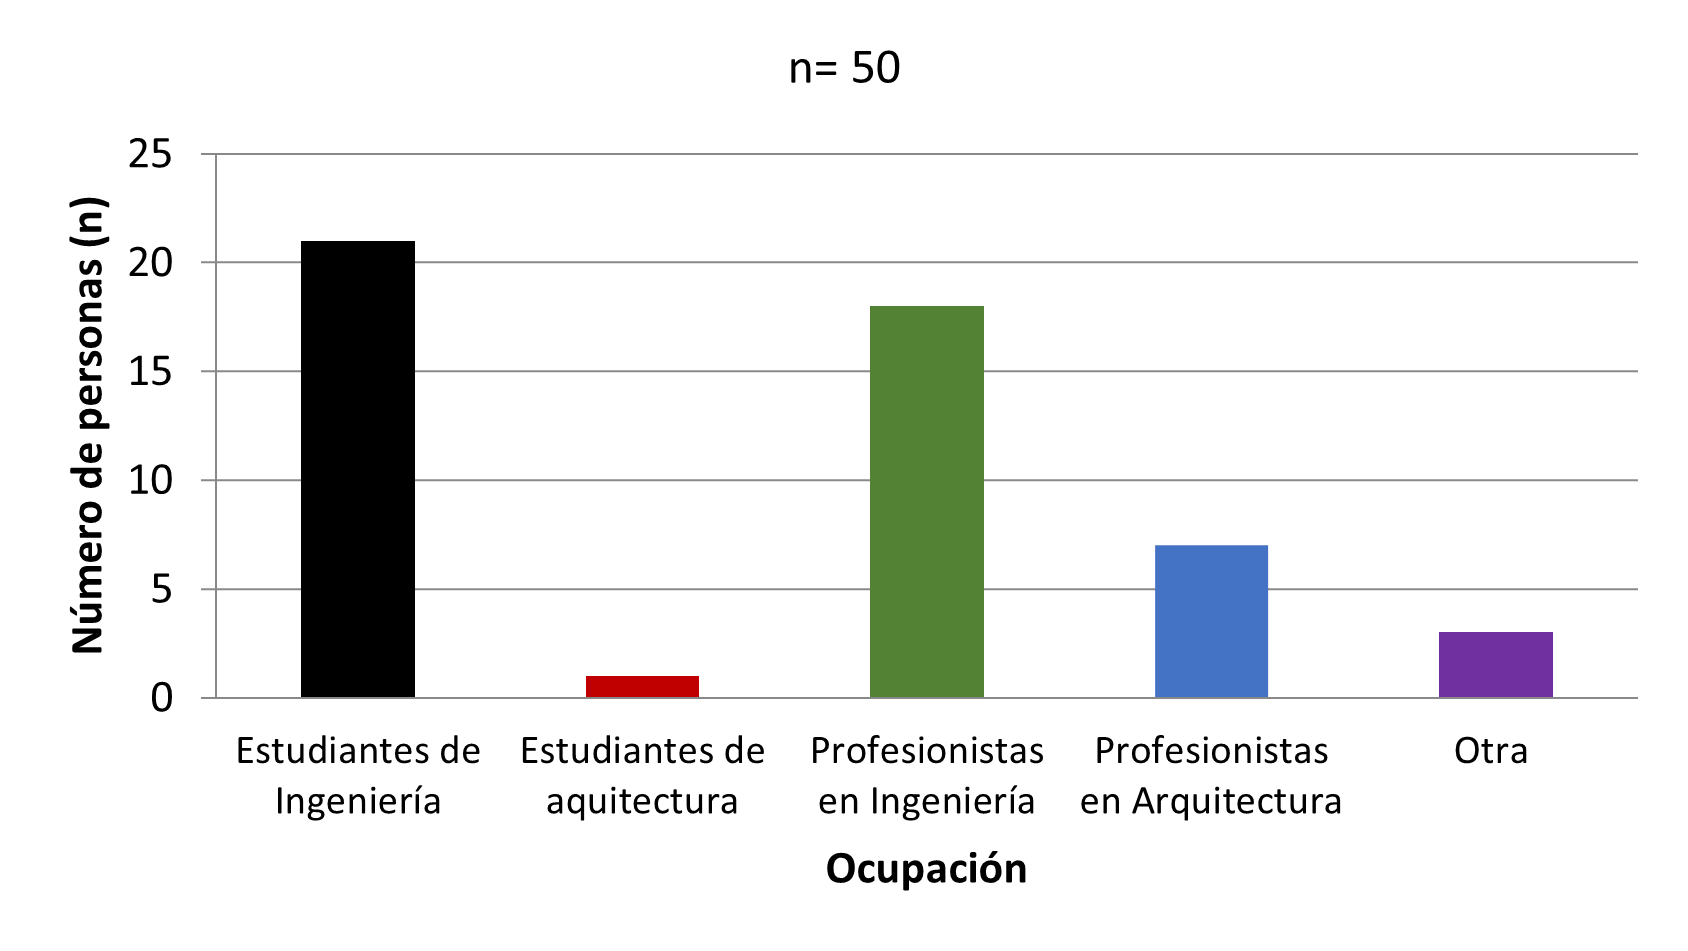 n= 50
Número de personas (n)
25
20
15
10
5
0
Estudiantes de
Ingeniería
Estudiantes de
aquitectura
Profesionistas
en Ingeniería
Profesionistas
en Arquitectura
Otra
Ocupación